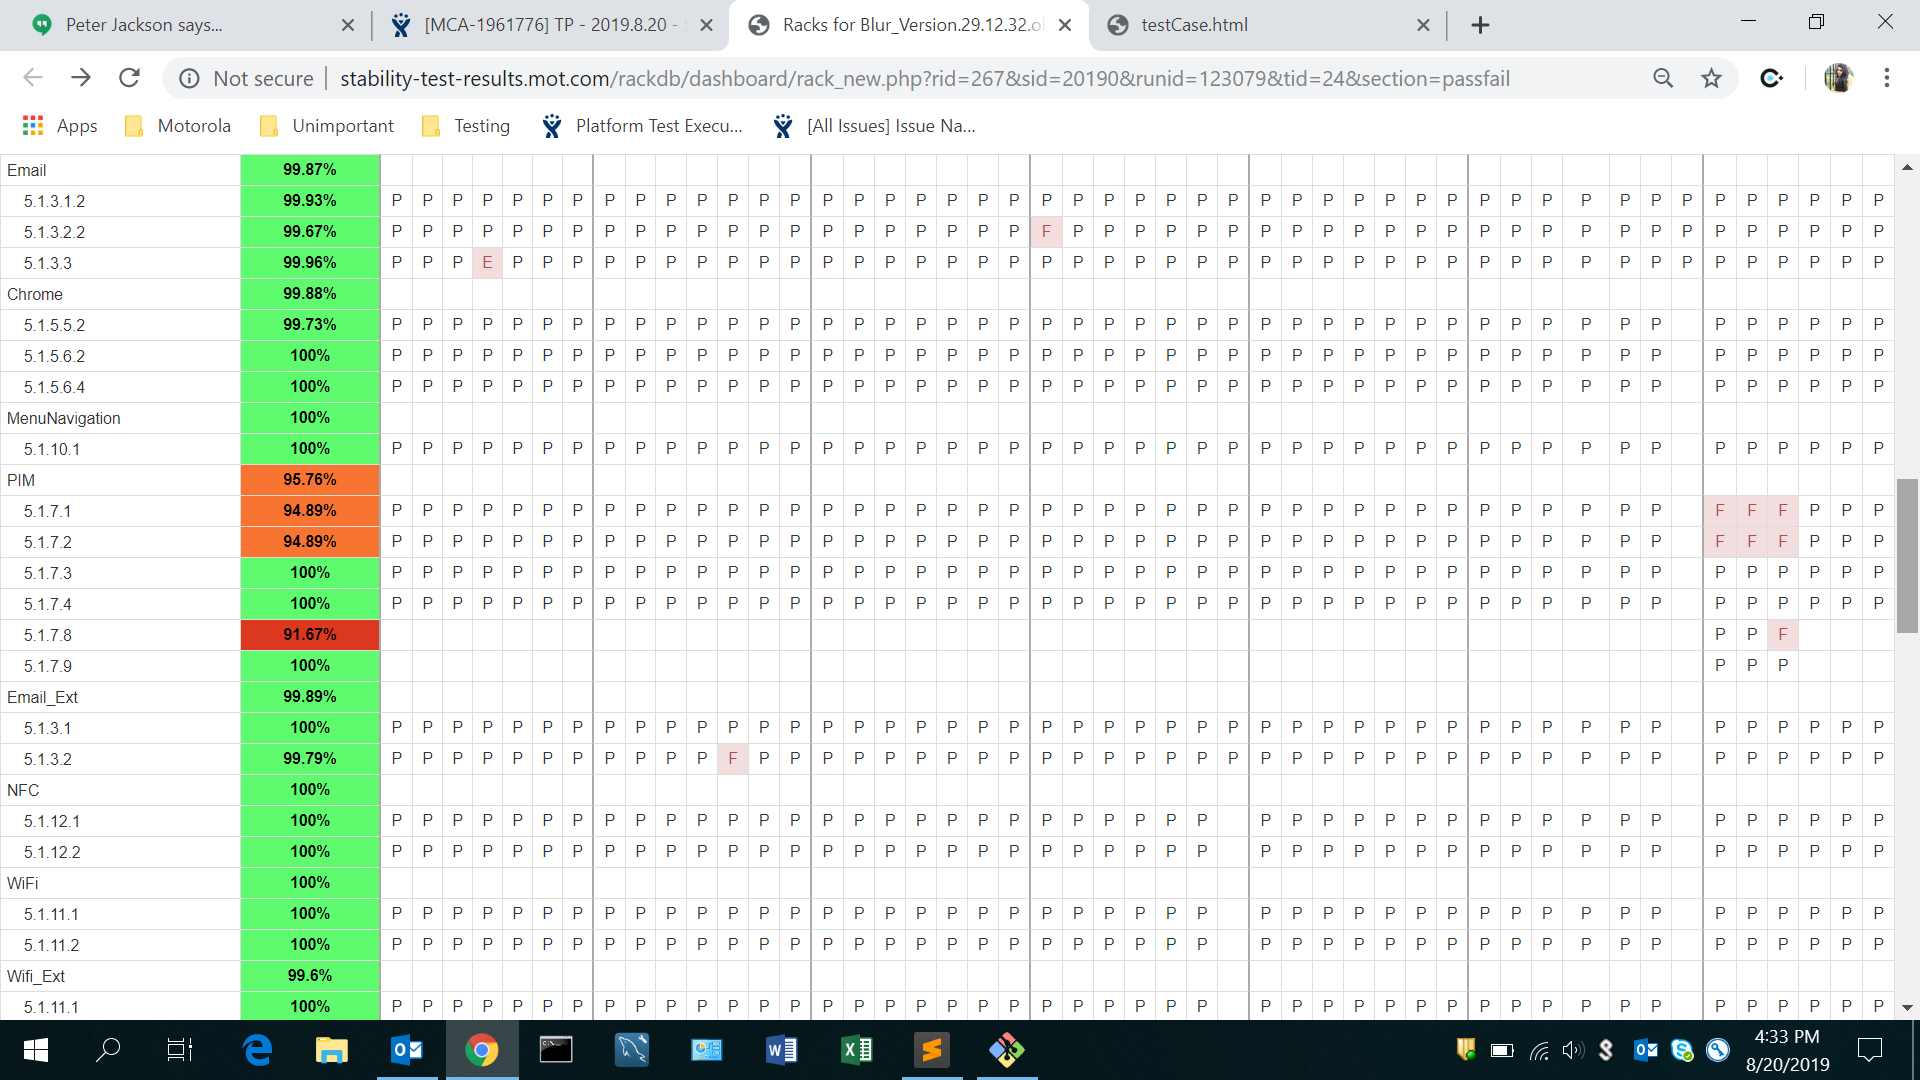 Peter Jackson says...
[MCA-1961776] TP - 2019.8.20 -
Racks for Blur_Version.29.12.32.ol
testCase.html
Not secure
stability-test-results.mot.com/rackdb/dashboard/rack_new.php?rid=267&sid=20190&runid=123079&tid=24&section=passfail
Apps Motorola Unimportant Testing Platform Test Execu... [All Issues] Issue Na...
Email 99.87%
5.1.3.1.2 99.93% P P P P P P P P P P P P P P P P P P P P P P P P P P P P P P P P P P P P P P P P P P P P P P P P
5.1.3.2.2 99.67% P P P P P P P P P P P P P P P P P P P P P F P P P P P P P P P P P P P P P P P P P P P P P P P P
5.1.3.3 99.96% P P P E P P P P P P P P P P P P P P P P P P P P P P P P P P P P P P P P P P P P P P P P P P P P
Chrome 99.88%
5.1.5.5.2 99.73% P P P P P P P P P P P P P P P P P P P P P P P P P P P P P P P P P P P P P P P P P P P P P P P
5.1.5.6.2 100% P P P P P P P P P P P P P P P P P P P P P P P P P P P P P P P P P P P P P P P P P P P P P P P
5.1.5.6.4 100% P P P P P P P P P P P P P P P P P P P P P P P P P P P P P P P P P P P P P P P P P P P P P P P
MenuNavigation 100%
5.1.10.1 100% P P P P P P P P P P P P P P P P P P P P P P P P P P P P P P P P P P P P P P P P P P P P P P P
PIM 95.76%
5.1.7.1 94.89% P P P P P P P P P P P P P P P P P P P P P P P P P P P P P P P P P P P P P P P P P F F F P P P
5.1.7.2 94.89% P P P P P P P P P P P P P P P P P P P P P P P P P P P P P P P P P P P P P P P P P F F F P P P
5.1.7.3 100% P P P P P P P P P P P P P P P P P P P P P P P P P P P P P P P P P P P P P P P P P P P P P P P
5.1.7.4 100% P P P P P P P P P P P P P P P P P P P P P P P P P P P P P P P P P P P P P P P P P P P P P P P
5.1.7.8 91.67% P P F
5.1.7.9 100% P P P
Email_Ext 99.89%
5.1.3.1 100% P P P P P P P P P P P P P P P P P P P P P P P P P P P P P P P P P P P P P P P P P P P P P P P
5.1.3.2 99.79% P P P P P P P P P P P F P P P P P P P P P P P P P P P P P P P P P P P P P P P P P P P P P P P
NFC 100%
5.1.12.1 100% P P P P P P P P P P P P P P P P P P P P P P P P P P P P P P P P P P P P P P P P P P P P P P
5.1.12.2 100% P P P P P P P P P P P P P P P P P P P P P P P P P P P P P P P P P P P P P P P P P P P P P P
WiFi 100%
5.1.11.1 100% P P P P P P P P P P P P P P P P P P P P P P P P P P P P P P P P P P P P P P P P P P P P P P
5.1.11.2 100% P P P P P P P P P P P P P P P P P P P P P P P P P P P P P P P P P P P P P P P P P P P P P P
Wifi_Ext 99.6%
5.1.11.1 100% P P P P P P P P P P P P P P P P P P P P P P P P P P P P P P P P P P P P P P P P P P P P P P
4:33 PM
8/20/2019